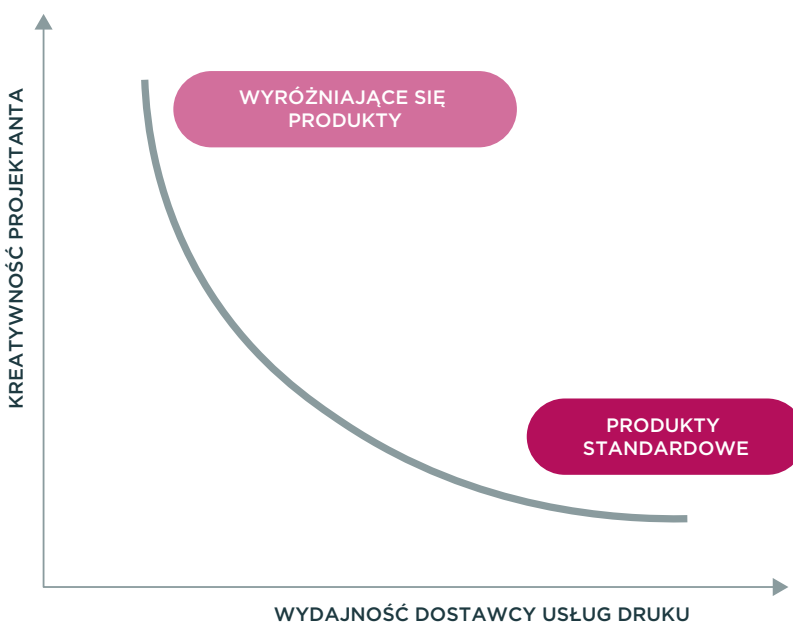 WYRÓŻNIAJĄCE SIĘ
PRODUKTY
KREATYWNOŚĆ PROJEKTANTA
PRODUKTY
STANDARDOWE
WYDAJNOŚĆ DOSTAWCY USŁUG DRUKU